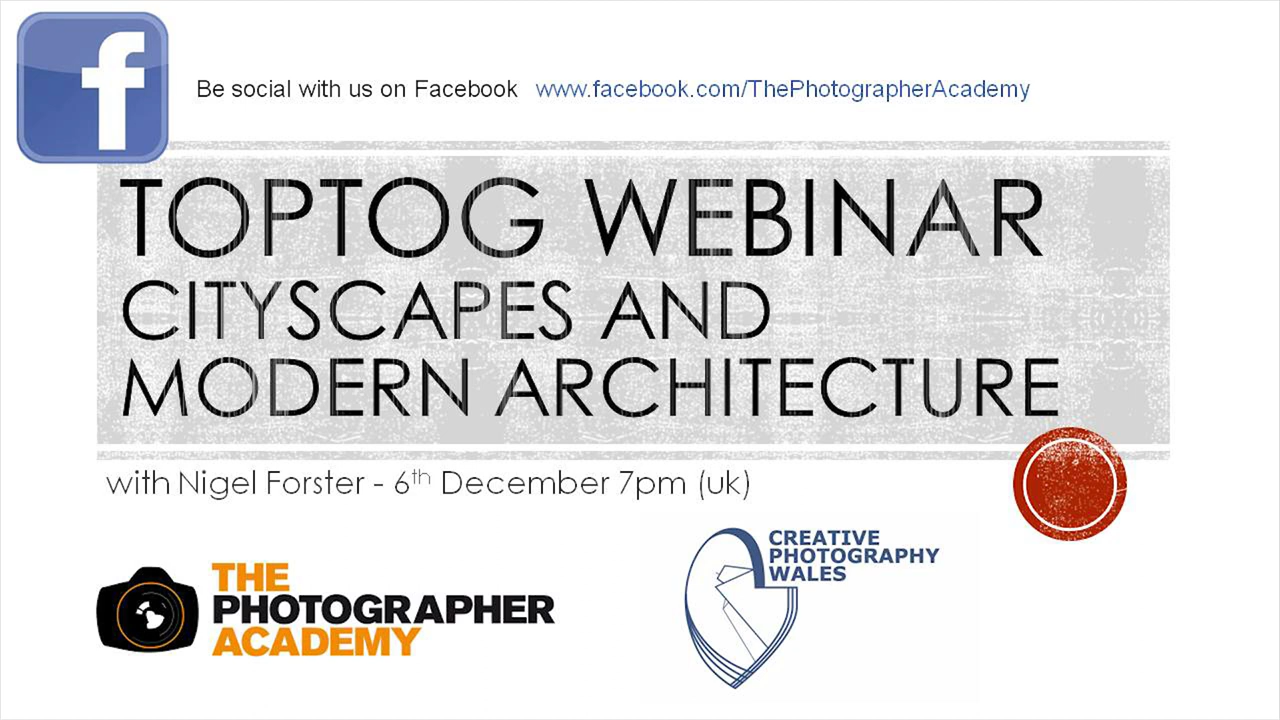 Be social with us on Facebook www.facebook.com/ThePhotographerAcademy
TOPTOG WEBINAR
CITYSCAPES AND
MODERN ARCHITECTURE
with Nigel Forster - 6th December 7pm (uk)
THE
PHOTOGRAPHER
ACADEMY
CREATIVE
PHOTOGRAPHY
WALES